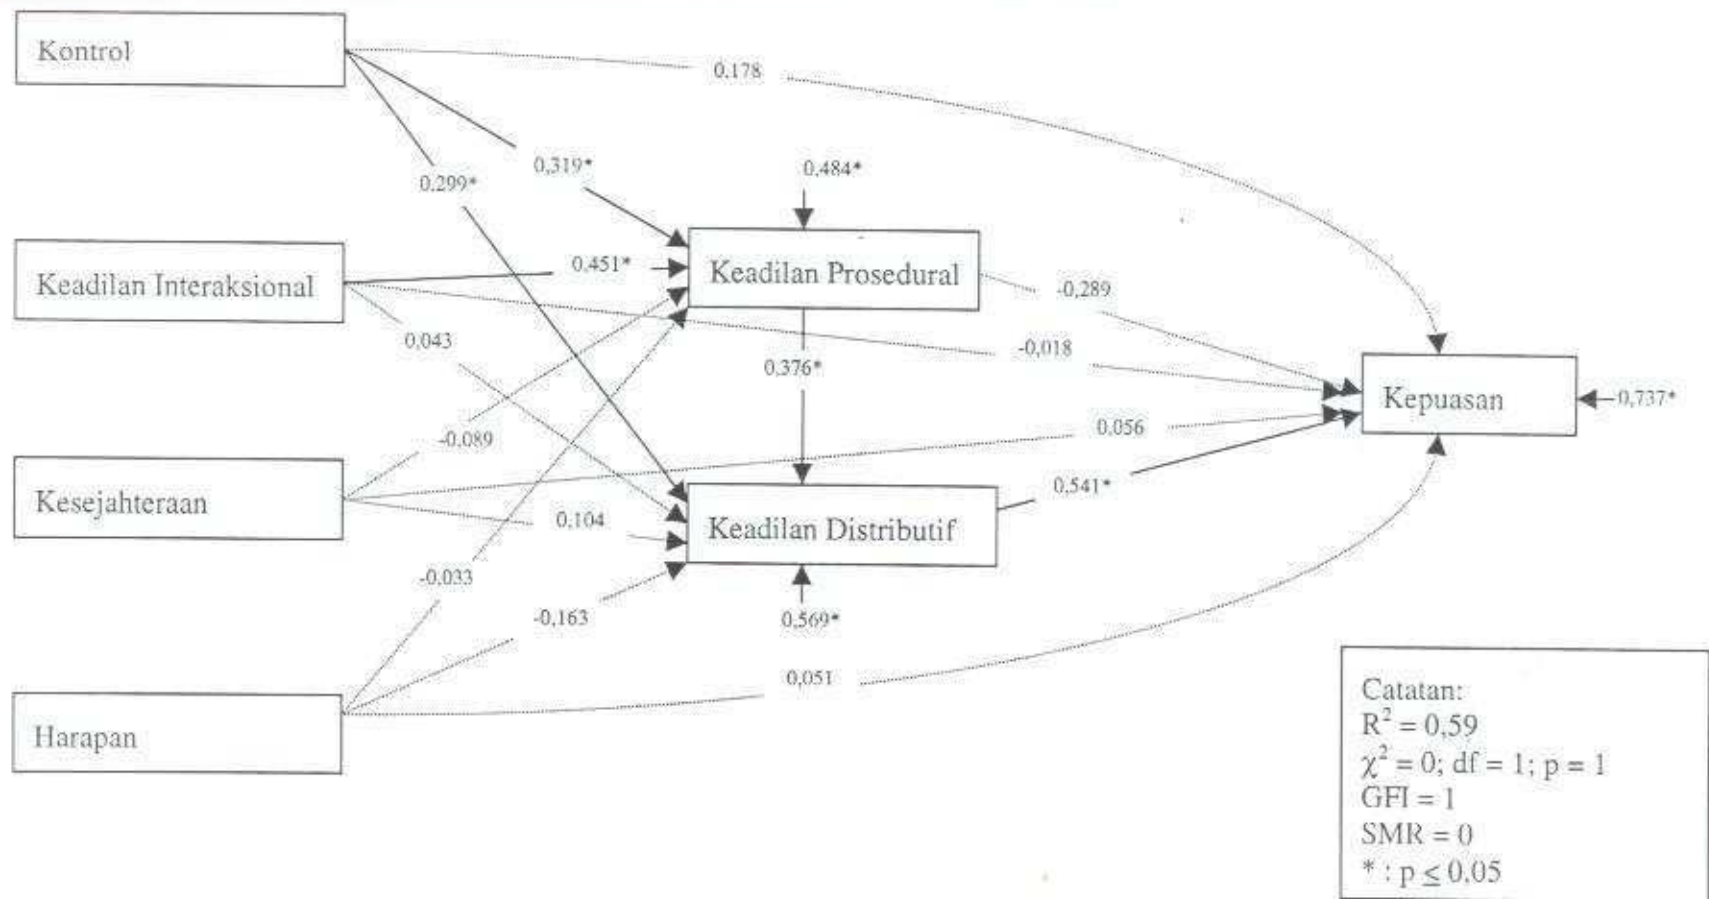 Kontrol
0,178
0,319*
0,484*
0,299*
Keadilan Interaksional
0,451*
Keadilan Prosedural
-0,289
0,043
-0,018
0,376*
Kepuasan
0,737*
-0,089
0,056
Kesejahteraan
0,104
Keadilan Distributif
0,541*
-0,033
-0,163
0,569*
0,051
Harapan
Catatan:
R² = 0,59
χ² = 0; df = 1; p = 1
GFI = 1
SMR = 0
* : p ≤ 0,05